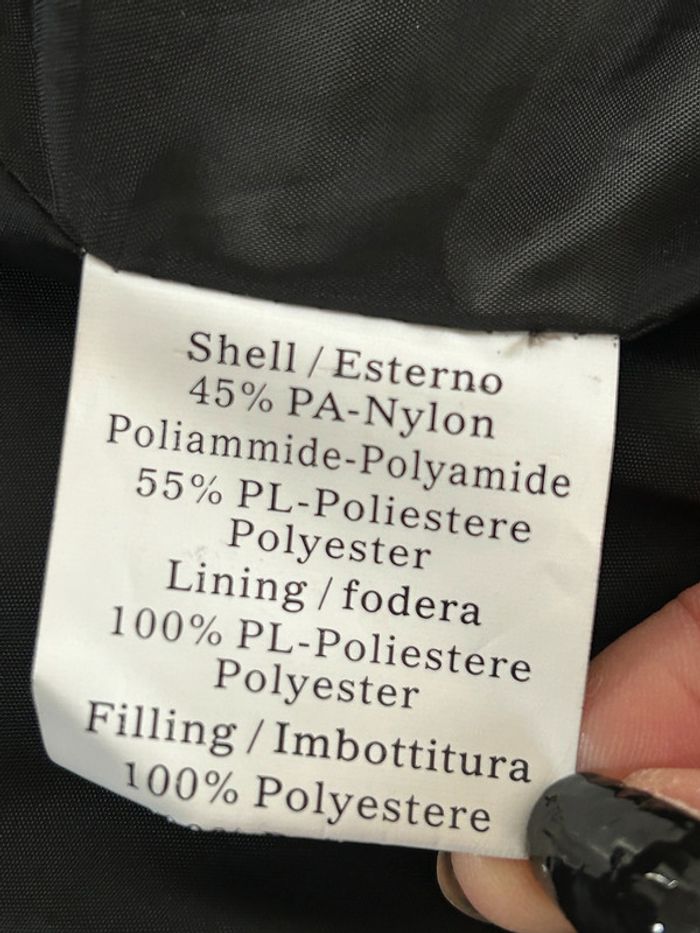 Shell / Esterno
45% PA-Nylon
Poliammide-Polyamide
55% PL-Poliestere
Polyester
Lining / fodera
100% PL-Poliestere
Polyester
Filling / Imbottitura
100% Polyestere